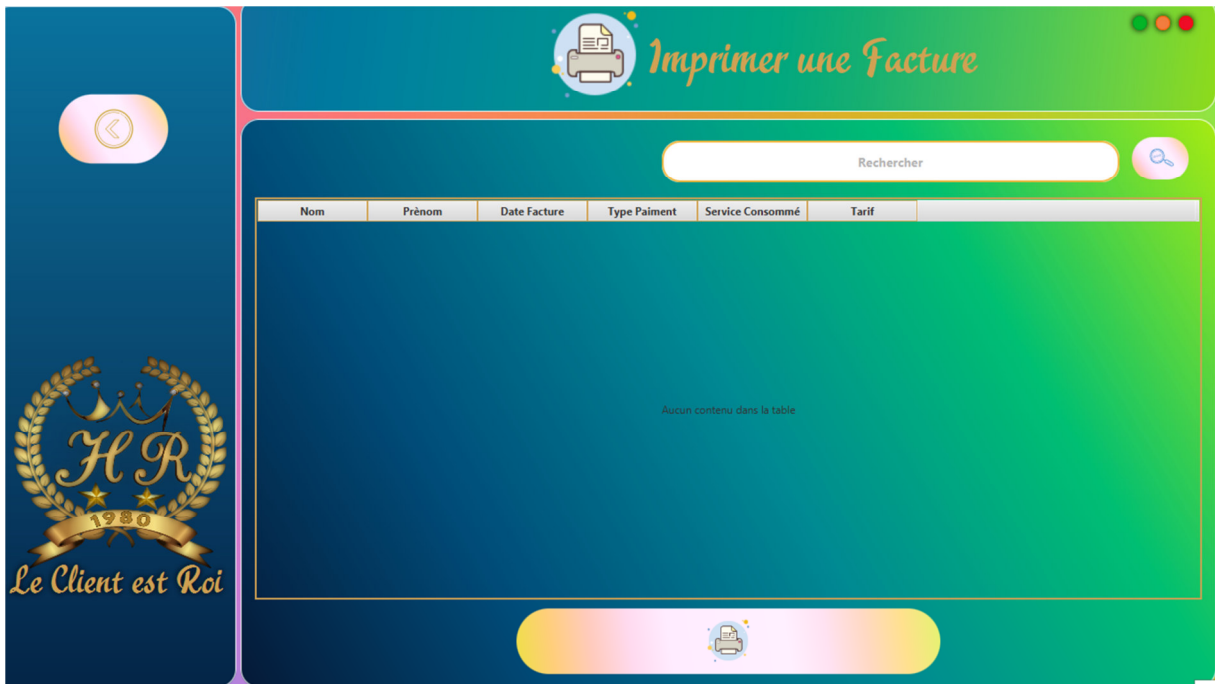 Imprimer une Facture
Rechercher
Nom Prènom Date Facture Type Paiment Service Consommé Tarif
Aucun contenu dans la table
HR
1980
Le Client est Roi